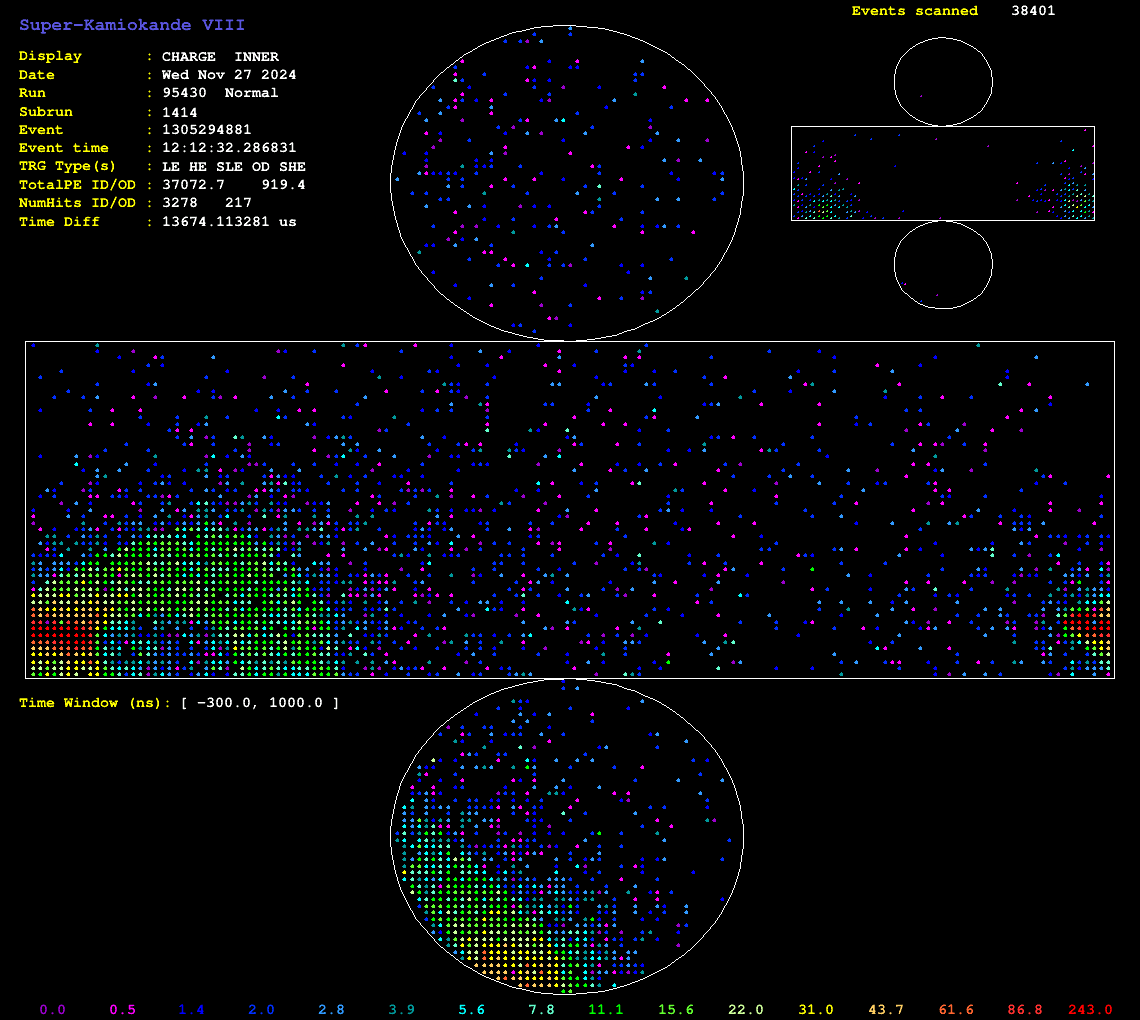 Super-Kamiokande VIII
Events scanned 38401
Display : CHARGE INNER
Date : Wed Nov 27 2024
Run : 95430 Normal
Subrun : 1414
Event : 1305294881
Event time : 12:12:32.286831
TRG Type(s) : LE HE SLE OD SHE
TotalPE ID/OD : 37072.7 919.4
NumHits ID/OD : 3278 217
Time Diff : 13674.113281 us
Time Window (ns): [ -300.0, 1000.0 ]
0.0 0.5 1.4 2.0 2.8 3.9 5.6 7.8 11.1 15.6 22.0 31.0 43.7 61.6 86.8 243.0